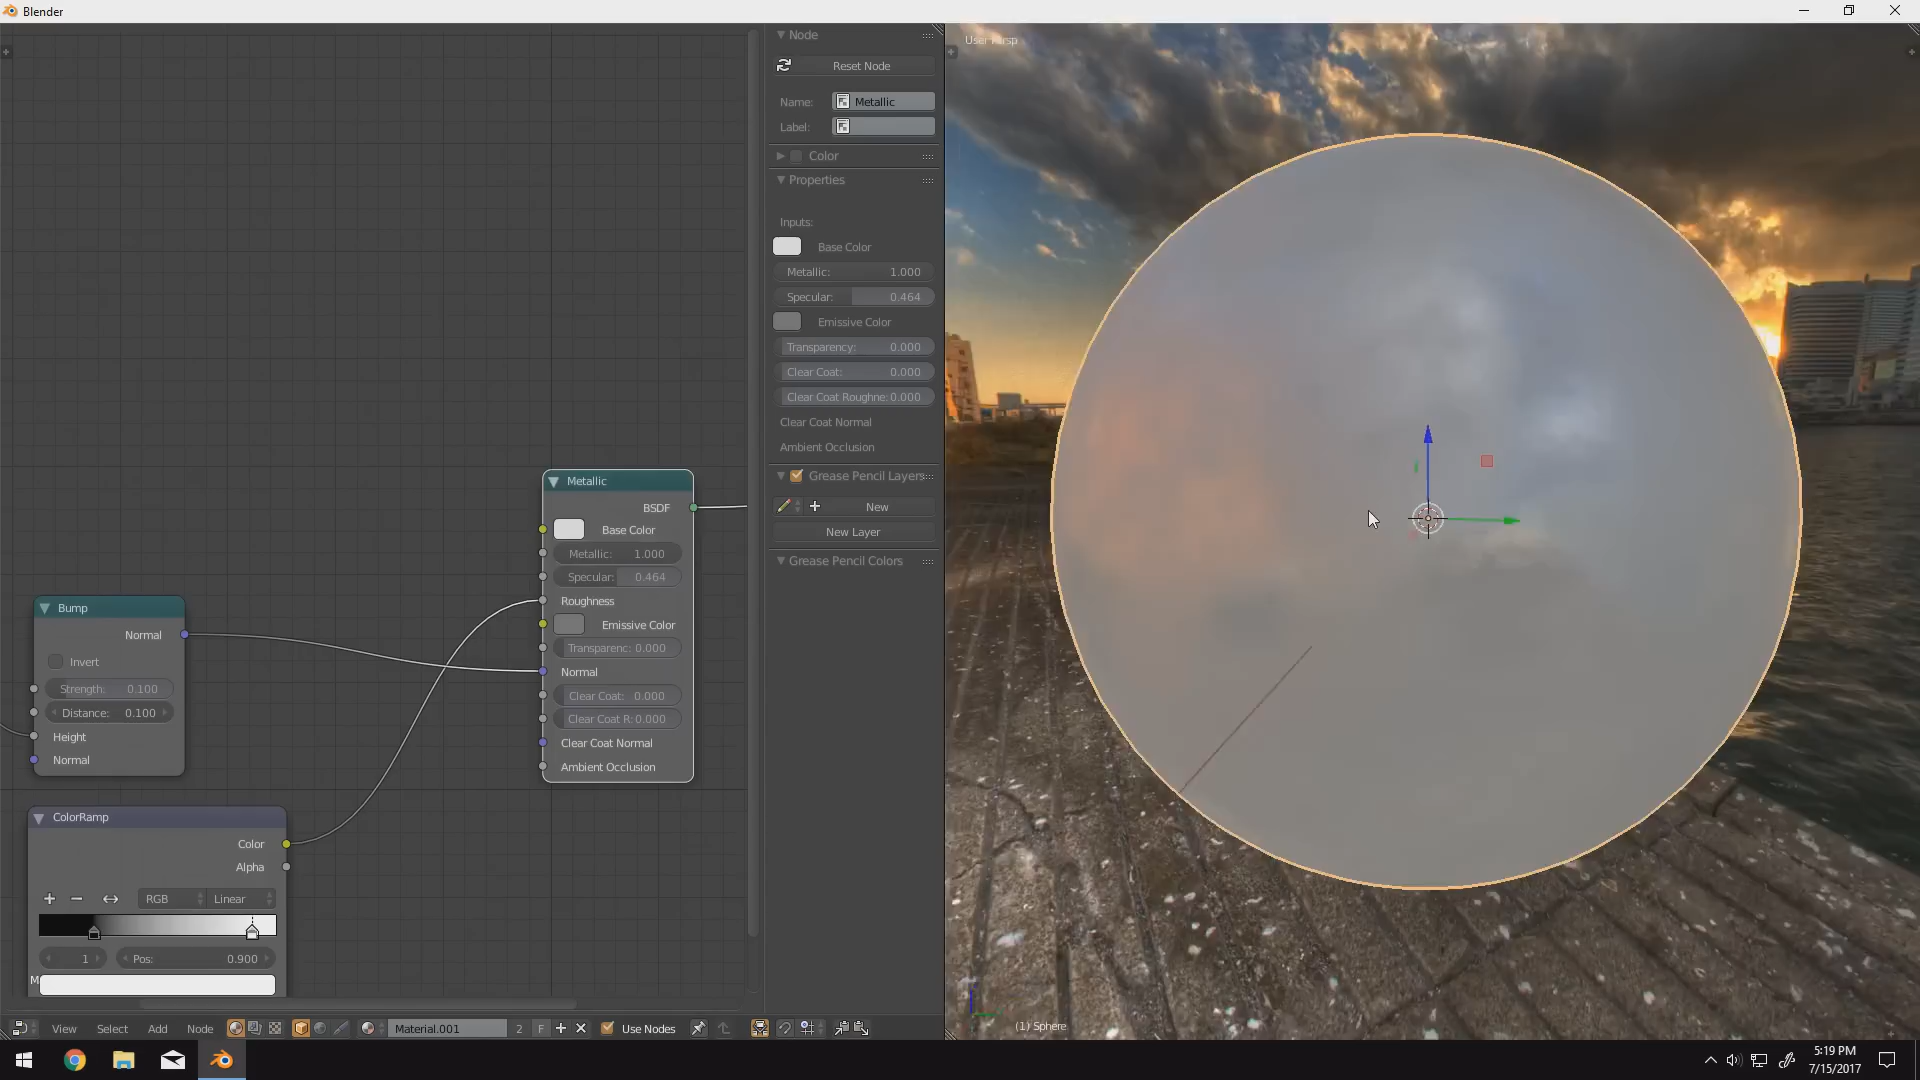 Blender
Node
Reset Node
Name: Metallic
Label:
Color
Properties
Inputs:
Base Color
Metallic: 1.000
Specular: 0.464
Emissive Color
Transparency: 0.000
Clear Coat: 0.000
Clear Coat Roughne: 0.000
Clear Coat Normal
Ambient Occlusion
Grease Pencil Layers
New
New Layer
Grease Pencil Colors
Metallic
BSDF
Base Color
Metallic: 1.000
Specular: 0.464
Roughness
Emissive Color
Transparenc: 0.000
Normal
Clear Coat: 0.000
Clear Coat R: 0.000
Clear Coat Normal
Ambient Occlusion
Bump
Normal
Invert
Strength: 0.100
Distance: 0.100
Height
Normal
ColorRamp
Color
Alpha
RGB Linear
1 Pos: 0.900
M
View Select Add Node Material.001 2 F Use Nodes
User Persp
(1) Sphere
5:19 PM
7/15/2017